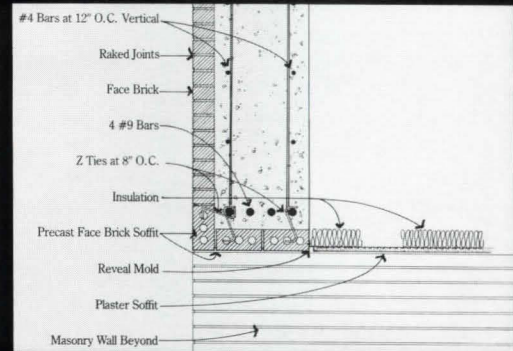 #4 Bars at 12" O.C. Vertical
Raked Joints
Face Brick
4 #9 Bars
Z Ties at 8" O.C.
Insulation
Precast Face Brick Soffit
Reveal Mold
Plaster Soffit
Masonry Wall Beyond